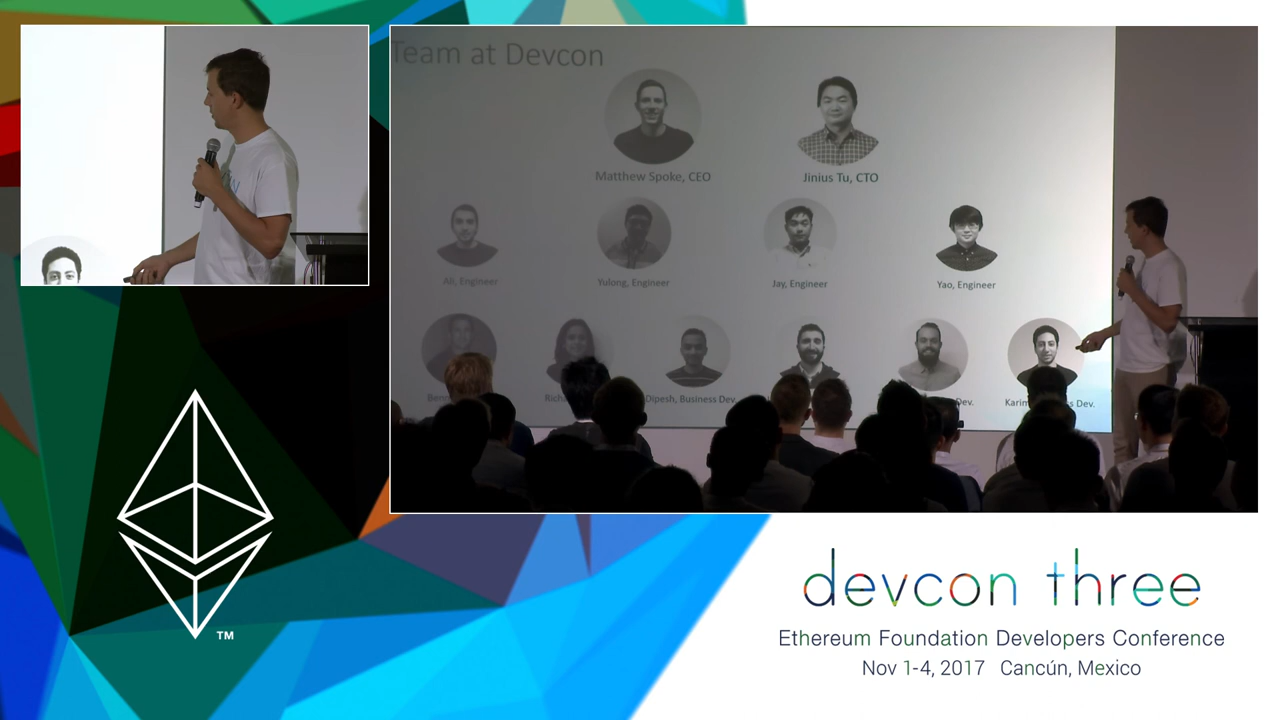 Team at Devcon
Matthew Spoke, CEO
Jinius Tu, CTO
Ali, Engineer
Yulong, Engineer
Jay, Engineer
Yao, Engineer
Dipesh, Business Dev.
Dev.
Karim
s Dev.
TM
devcon three
Ethereum Foundation Developers Conference
Nov 1-4, 2017 Cancún, Mexico